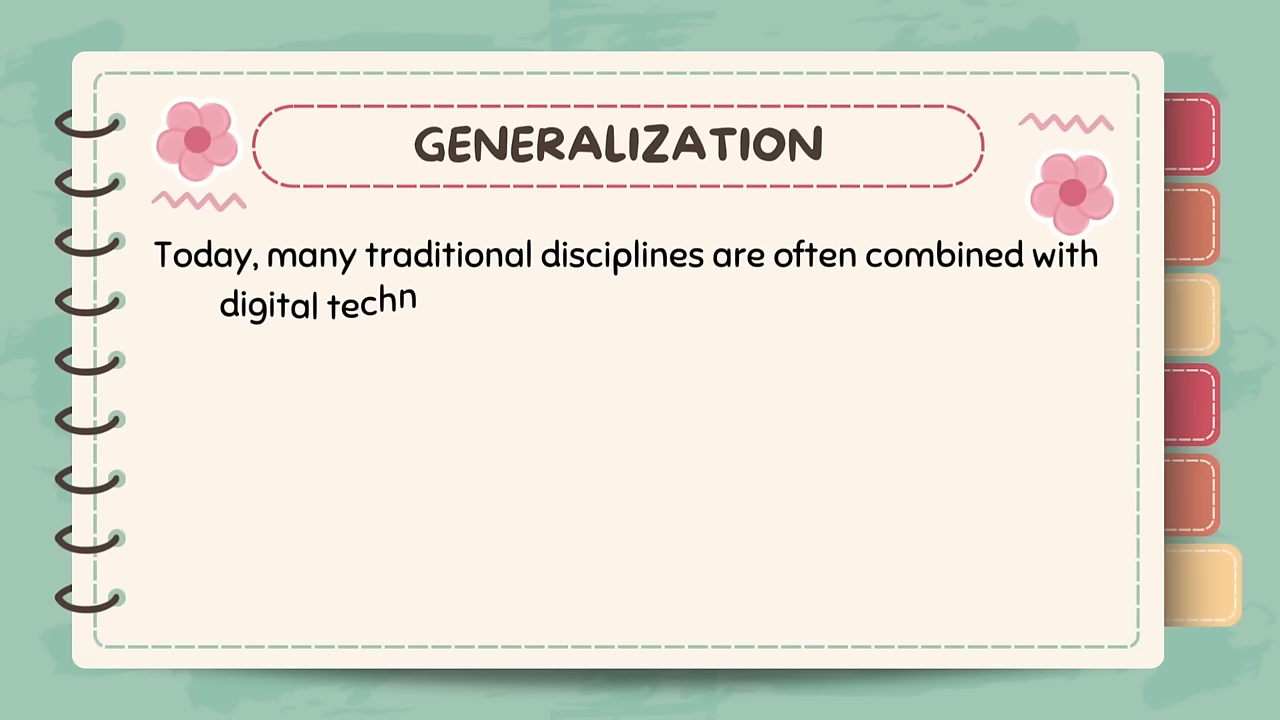 GENERALIZATION
Today, many traditional disciplines are often combined with
digital techn